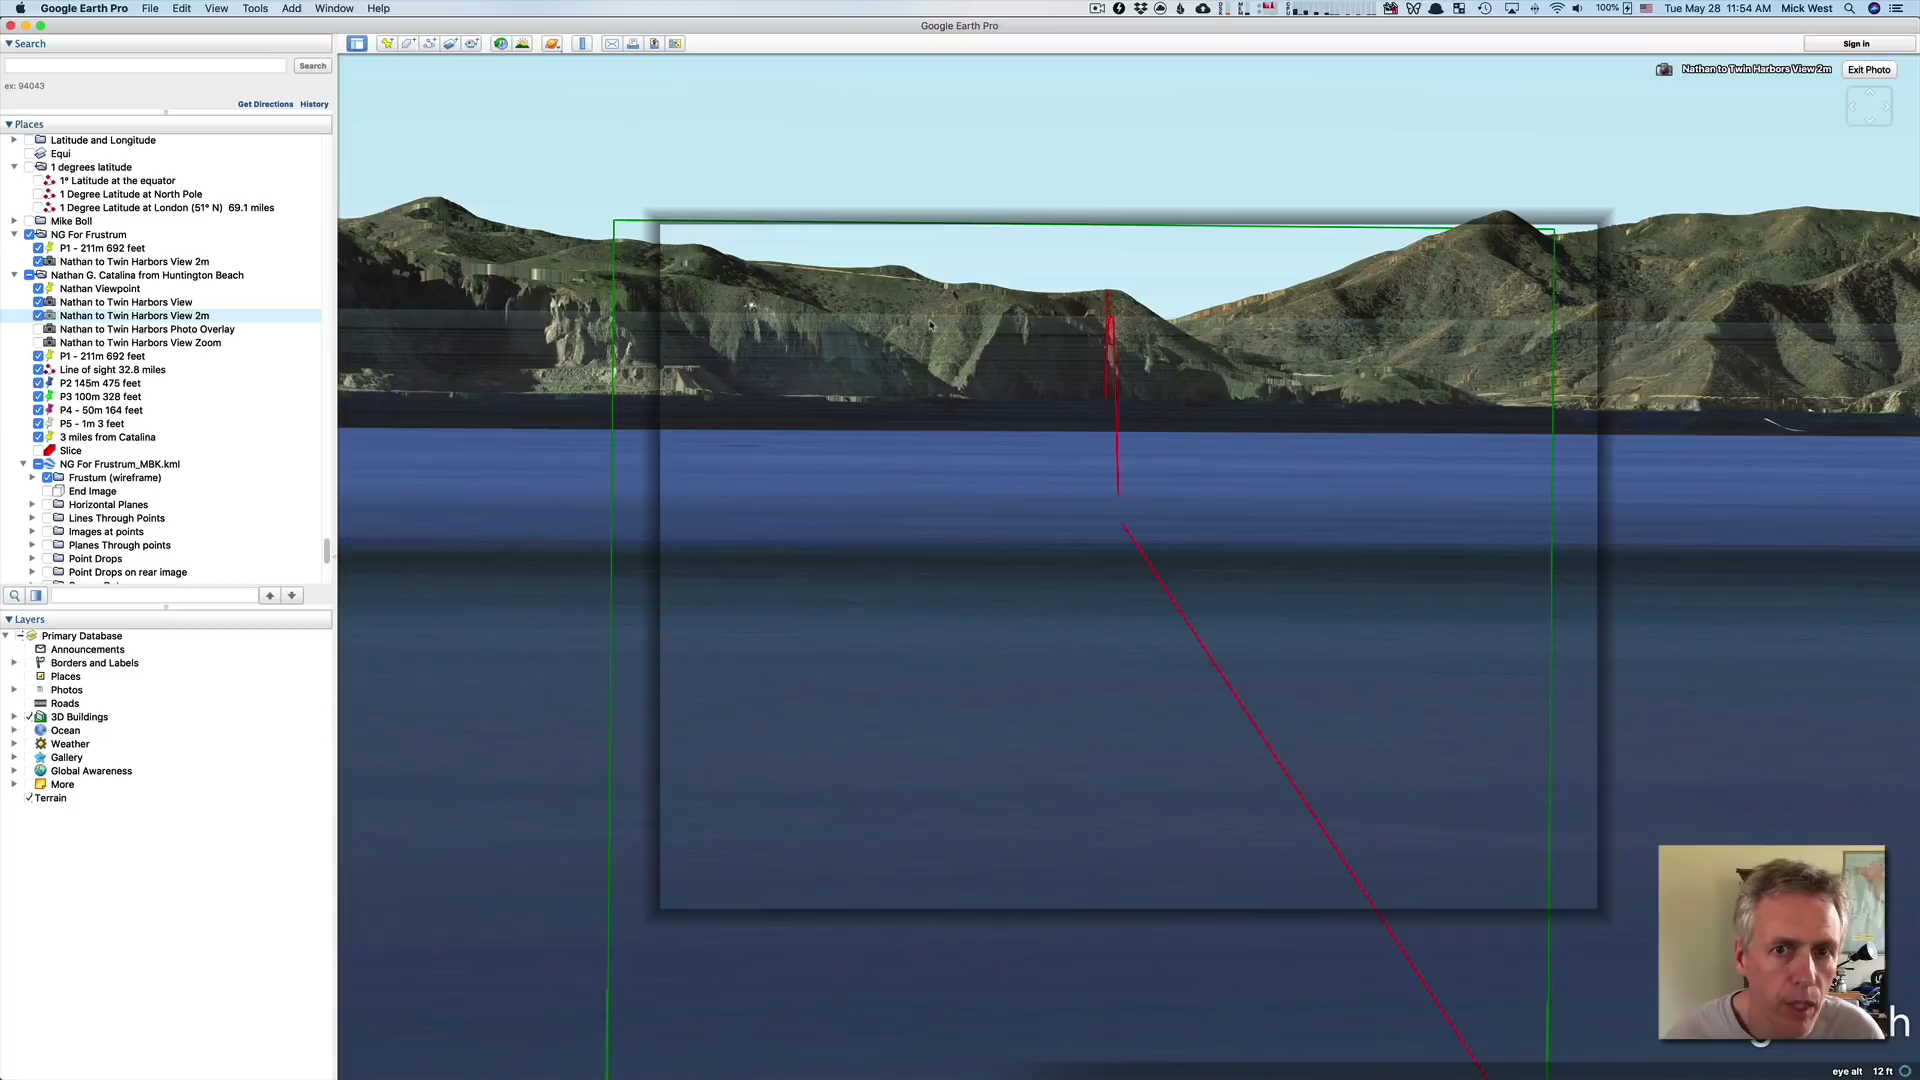 Google Earth Pro File Edit View Tools Add Window Help
100% Tue May 28 11:54 AM Mick West
Google Earth Pro
Search
Sign in
Search
ex: 94043
Get Directions History
Nathan to Twin Harbors View 2m
Exit Photo
Places
Latitude and Longitude
Equi
1 degrees latitude
1° Latitude at the equator
1 Degree Latitude at North Pole
1 Degree Latitude at London (51° N) 69.1 miles
Mike Boll
NG For Frustrum
P1 - 211m 692 feet
Nathan to Twin Harbors View 2m
Nathan G. Catalina from Huntington Beach
Nathan Viewpoint
Nathan to Twin Harbors View
Nathan to Twin Harbors View 2m
Nathan to Twin Harbors Photo Overlay
Nathan to Twin Harbors View Zoom
P1 - 211m 692 feet
Line of sight 32.8 miles
P2 145m 475 feet
P3 100m 328 feet
P4 - 50m 164 feet
P5 - 1m 3 feet
3 miles from Catalina
Slice
NG For Frustrum_MBK.kml
Frustum (wireframe)
End Image
Horizontal Planes
Lines Through Points
Images at points
Planes Through points
Point Drops
Point Drops on rear image
Layers
Primary Database
Announcements
Borders and Labels
Places
Photos
Roads
3D Buildings
Ocean
Weather
Gallery
Global Awareness
More
Terrain
h
eye alt 12 ft